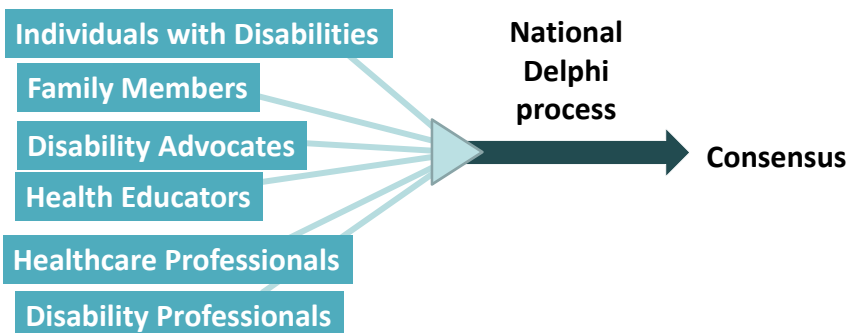 Individuals with Disabilities
Family Members
Disability Advocates
Health Educators
Healthcare Professionals
Disability Professionals
National
Delphi
process
Consensus